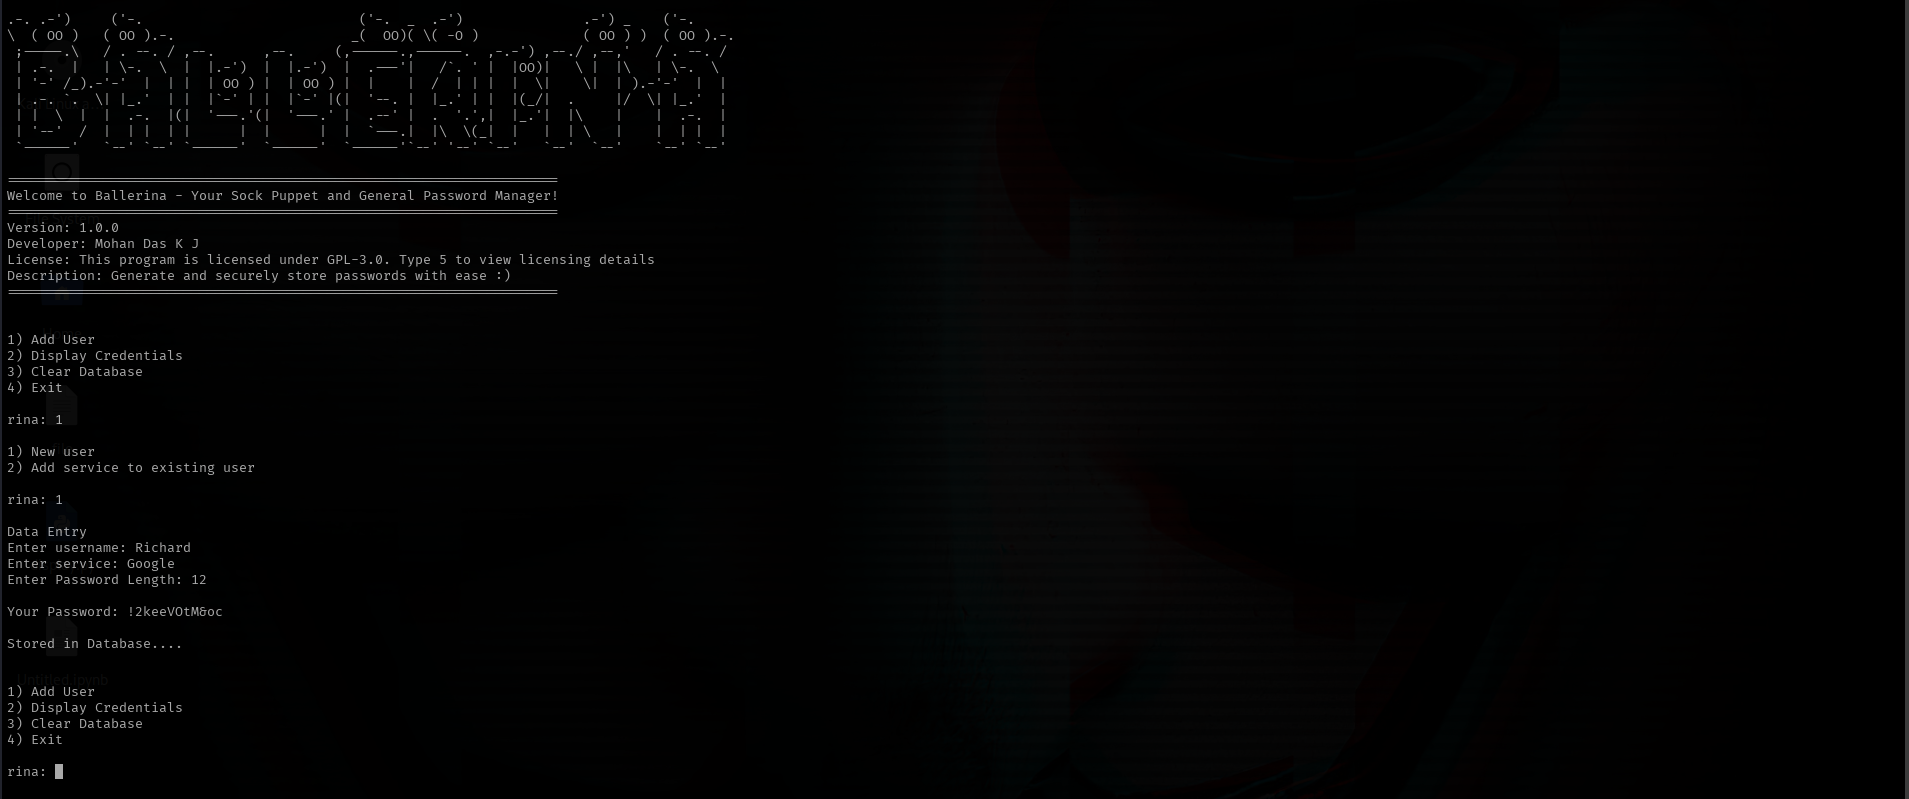 BALLERINA
Welcome to Ballerina - Your Sock Puppet and General Password Manager!
Version: 1.0.0
Developer: Mohan Das K J
License: This program is licensed under GPL-3.0. Type 5 to view licensing details
Description: Generate and securely store passwords with ease :)
1) Add User
2) Display Credentials
3) Clear Database
4) Exit
rina: 1
1) New user
2) Add service to existing user
rina: 1
Data Entry
Enter username: Richard
Enter service: Google
Enter Password Length: 12
Your Password: !2keeVOtM&oc
Stored in Database....
Untitled.ipynb
1) Add User
2) Display Credentials
3) Clear Database
4) Exit
rina: